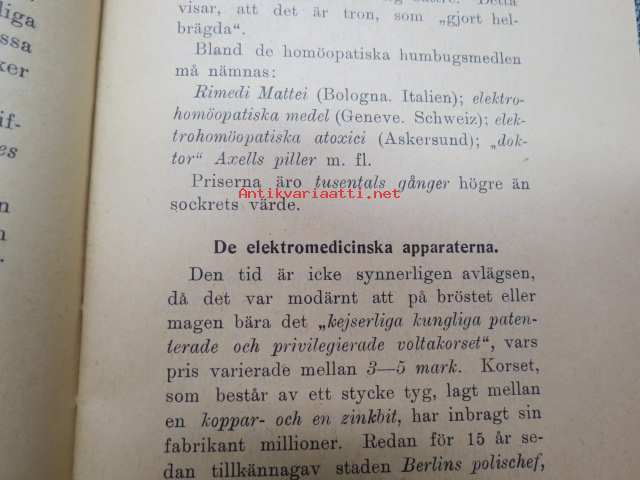 liga
ssa
ker
if-
es
n
n
visar, att det är tron, som „gjort hel-
brägda“.
Bland de homöopatiska humbugsmedlen
må nämnas:
Rimedi Mattei (Bologna. Italien); elektro-
homöopatiska medel (Geneve. Schweiz); elek-
trohomöopatiska atoxici (Askersund); „dok-
tor“ Axells piller m. fl.
Priserna äro tusentals gånger högre än
Antikvariaatti.net
sockrets värde.
De elektromedicinska apparaterna.
Den tid är icke synnerligen avlägsen,
då det var modärnt att på bröstet eller
magen bära det „kejserliga kungliga paten-
terade och privilegierade voltakorset“, vars
pris varierade mellan 3—5 mark. Korset,
som består av ett stycke tyg, lagt mellan
en koppar- och en zinkbit, har inbragt sin
fabrikant millioner. Redan för 15 år se-
dan tillkännagav staden Berlins polischef,